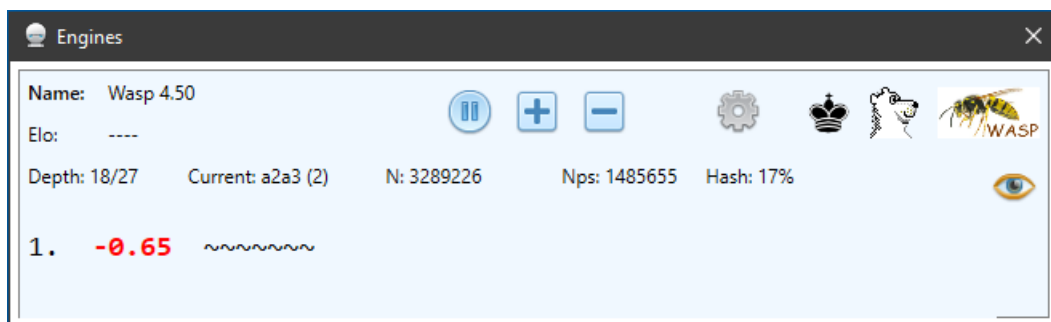 Engines
Name: Wasp 4.50
WASP
Elo: ----
Depth: 18/27 Current: a2a3 (2) N: 3289226 Nps: 1485655 Hash: 17%
1. -0.65 ~~~~~~~